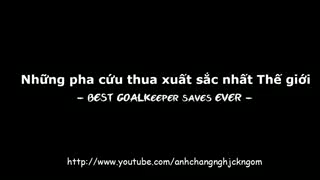 Những pha cứu thua xuất sắc nhất Thế giới
- BEST GOALKEEPER SAVES EVER -
http://www.youtube.com/anhchangnghjckngom